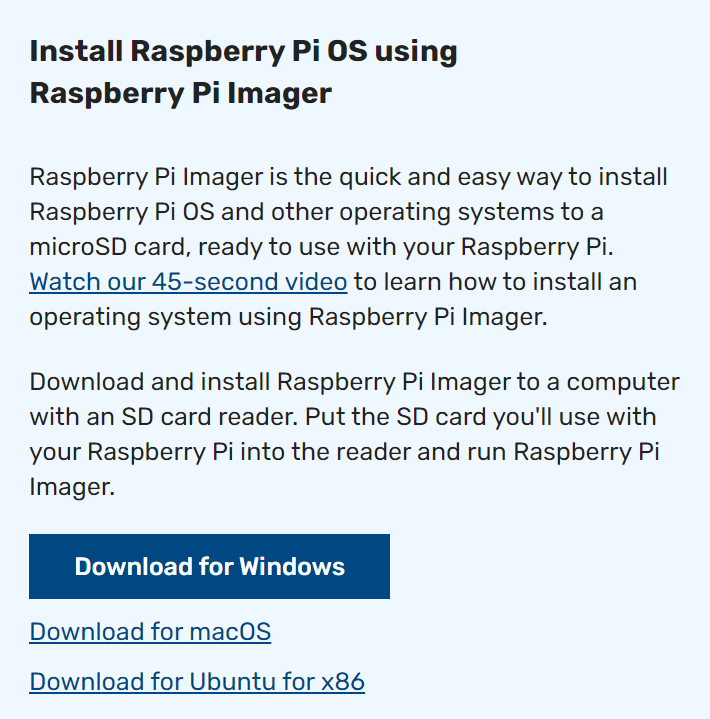 Install Raspberry Pi OS using
Raspberry Pi Imager
Raspberry Pi Imager is the quick and easy way to install
Raspberry Pi OS and other operating systems to a
microSD card, ready to use with your Raspberry Pi.
Watch our 45-second video to learn how to install an
operating system using Raspberry Pi Imager.
Download and install Raspberry Pi Imager to a computer
with an SD card reader. Put the SD card you'll use with
your Raspberry Pi into the reader and run Raspberry Pi
Imager.
Download for Windows
Download for macOS
Download for Ubuntu for x86